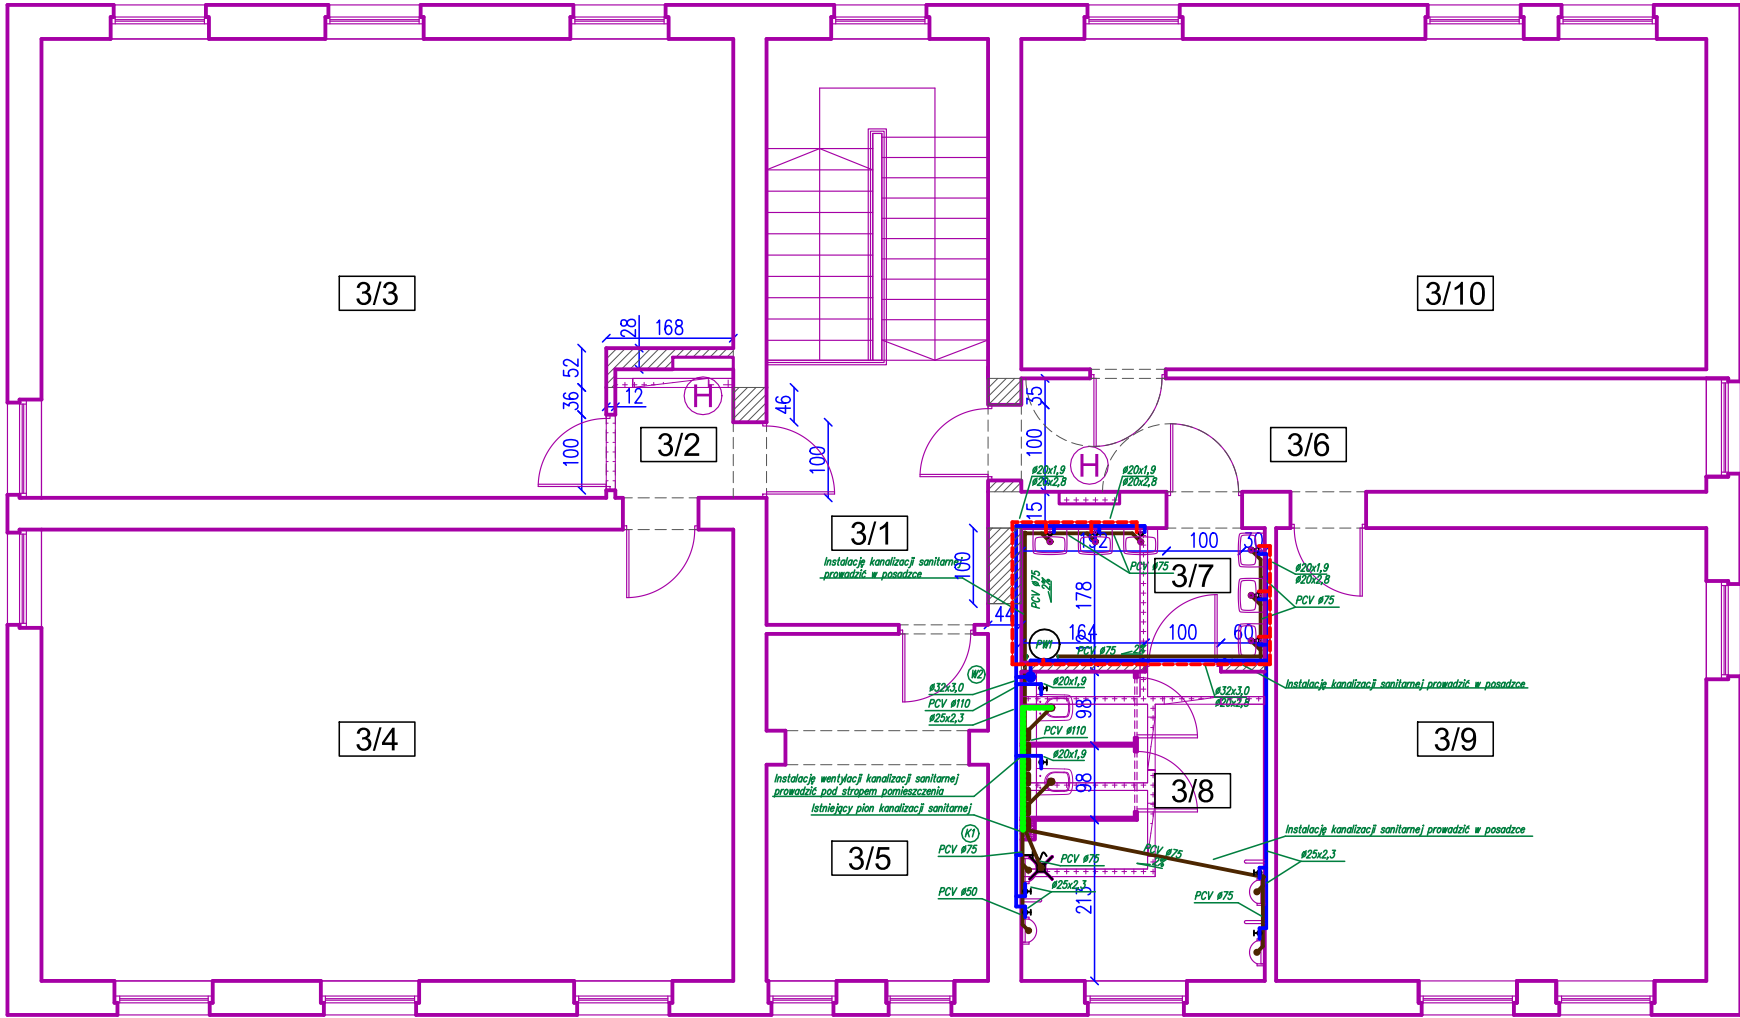 3/3
3/10
28
168
52
36
12
H
46
35
100
3/2
100
100
3/6
H
Ø20x1,9
Ø20x2,8
Ø20x1,9
Ø20x2,8
15
3/1
100
30
Instalację kanalizacji sanitarnej
prowadzić w posadzce
100
PCV Ø75
2%
PCV Ø75
3/7
Ø20x1,9
Ø20x2,8
PCV Ø75
178
44
164
100
60
PW1
PCV Ø75
2%
W2
Ø32x3,0
PCV Ø110
Ø25x2,3
Ø20x1,9
Instalację kanalizacji sanitarnej prowadzić w posadzce
Ø32x3,0
Ø20x2,8
98
PCV Ø110
3/4
3/9
Ø20x1,9
Instalację wentylacji kanalizacji sanitarnej
prowadzić pod stropem pomieszczenia
98
3/8
Istniejący pion kanalizacji sanitarnej
K1
Instalację kanalizacji sanitarnej prowadzić w posadzce
PCV Ø75
3/5
PCV Ø75
PCV Ø75
2%
Ø25x2,3
PCV Ø50
Ø25x2,3
213
PCV Ø75